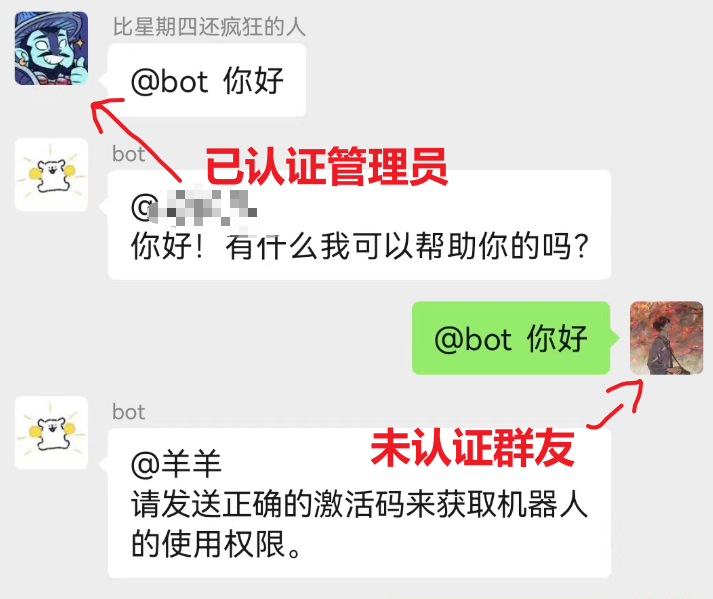 比星期四还疯狂的人
@bot 你好
bot
已认证管理员
@
你好！有什么我可以帮助你的吗？
@bot 你好
bot
未认证群友
@羊羊
请发送正确的激活码来获取机器人
的使用权限。